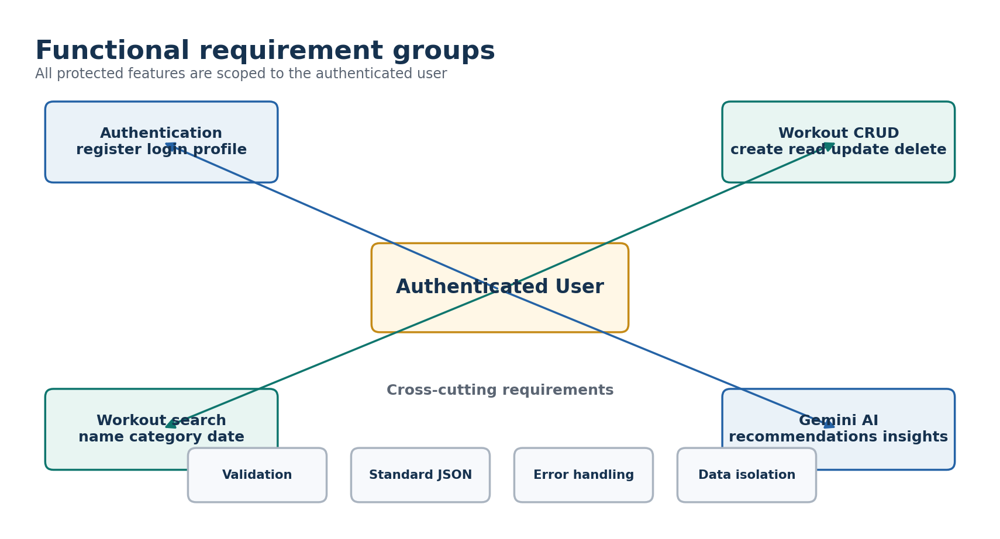 Functional requirement groups
All protected features are scoped to the authenticated user
Authentication
register login profile
Workout CRUD
create read update delete
Authenticated User
Cross-cutting requirements
Workout search
name category date
Gemini AI
recommendations insights
Validation
Standard JSON
Error handling
Data isolation